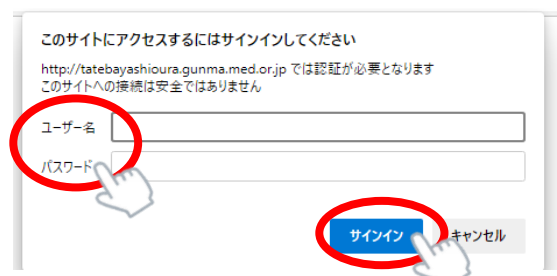 このサイトにアクセスするにはサインインしてください
http://tatebayashioura.gunma.med.or.jp では認証が必要となります
このサイトへの接続は安全ではありません
ユーザー名
パスワード
サインイン
キャンセル